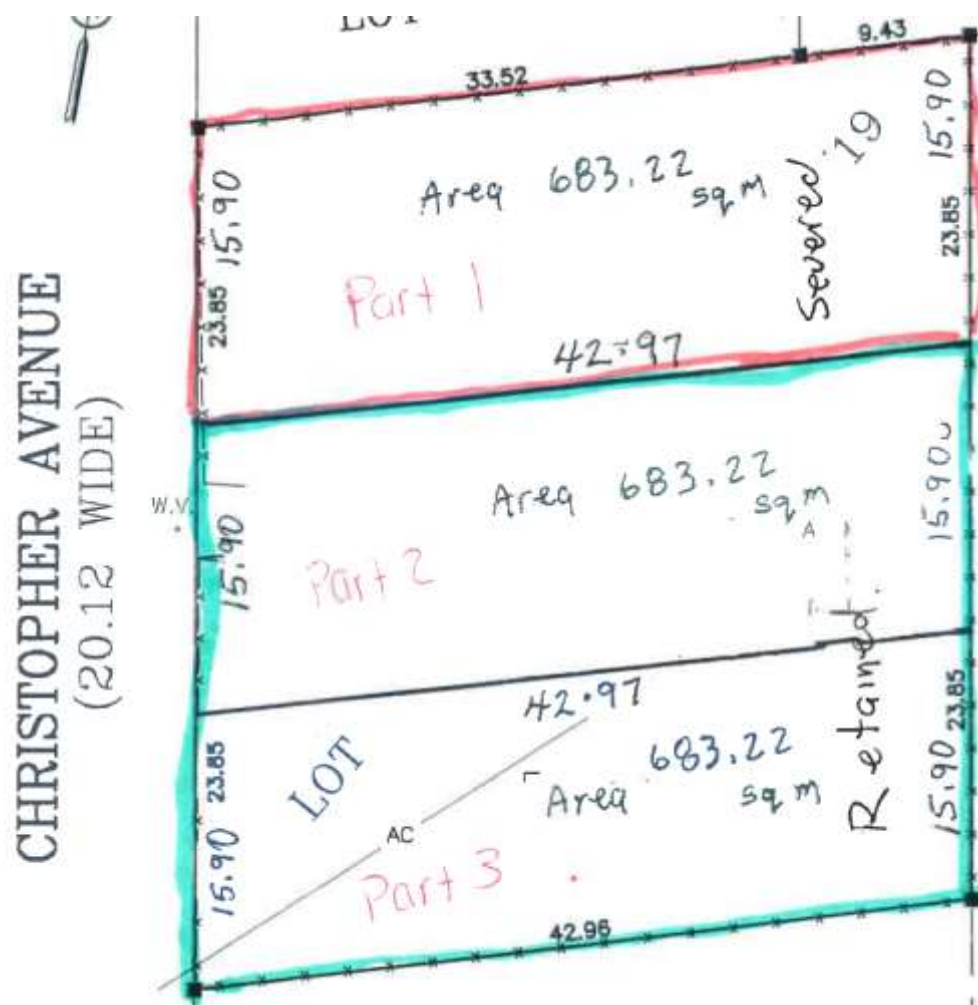 9.43
33.52
15.90
15.90
Area 683.22
sq m
Severed
19
23.85
23.85
Part 1
42.97
CHRISTOPHER AVENUE
(20.12 WIDE)
W.V.
Area 683.22
sq m
A
15.90
15.90
Part 2
42.97
Retained
23.85
23.85
LOT
683.22
Area
sq m
15.90
15.90
AC
Part 3
42.96